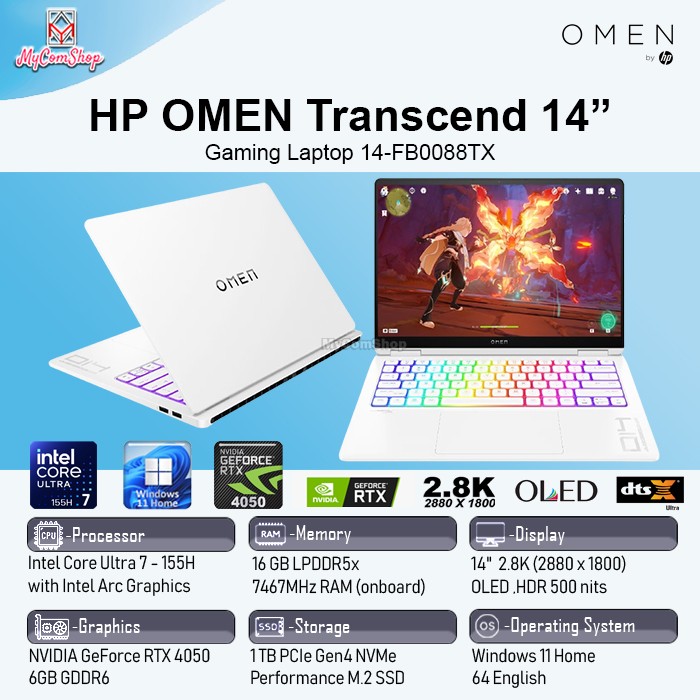 MyComShop
OMEN
by hp
HP OMEN Transcend 14”
Gaming Laptop 14-FB0088TX
OMEN
OMEN
MyComShop
intel
CORE
ULTRA
155H 7
Windows
11 Home
NVIDIA
GEFORCE
RTX
4050
NVIDIA
GEFORCE
RTX
2.8K
2880 X 1800
OLED
dts X
Ultra
CPU -Processor
Intel Core Ultra 7 - 155H
with Intel Arc Graphics
RAM -Memory
16 GB LPDDR5x
7467MHz RAM (onboard)
-Display
14" 2.8K (2880 x 1800)
OLED .HDR 500 nits
-Graphics
NVIDIA GeForce RTX 4050
6GB GDDR6
SSD -Storage
1 TB PCIe Gen4 NVMe
Performance M.2 SSD
OS -Operating System
Windows 11 Home
64 English